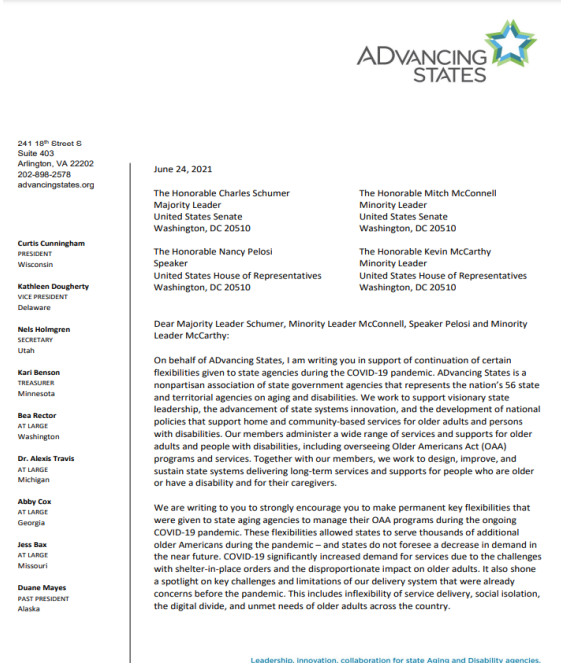 ADVANCING
STATES
241 18th Street S
Suite 403
Arlington, VA 22202
202-898-2578
advancingstates.org
Curtis Cunningham
PRESIDENT
Wisconsin
Kathleen Dougherty
VICE PRESIDENT
Delaware
Nels Holmgren
SECRETARY
Utah
Kari Benson
TREASURER
Minnesota
Bea Rector
AT LARGE
Washington
Dr. Alexis Travis
AT LARGE
Michigan
Abby Cox
AT LARGE
Georgia
Jess Bax
AT LARGE
Missouri
Duane Mayes
PAST PRESIDENT
Alaska
June 24, 2021
The Honorable Charles Schumer
Majority Leader
United States Senate
Washington, DC 20510
The Honorable Mitch McConnell
Minority Leader
United States Senate
Washington, DC 20510
The Honorable Nancy Pelosi
Speaker
United States House of Representatives
Washington, DC 20510
The Honorable Kevin McCarthy
Minority Leader
United States House of Representatives
Washington, DC 20510
Dear Majority Leader Schumer, Minority Leader McConnell, Speaker Pelosi and Minority
Leader McCarthy:
On behalf of ADvancing States, I am writing you in support of continuation of certain
flexibilities given to state agencies during the COVID-19 pandemic. ADvancing States is a
nonpartisan association of state government agencies that represents the nation's 56 state
and territorial agencies on aging and disabilities. We work to support visionary state
leadership, the advancement of state systems innovation, and the development of national
policies that support home and community-based services for older adults and persons
with disabilities. Our members administer a wide range of services and supports for older
adults and people with disabilities, including overseeing Older Americans Act (OAA)
programs and services. Together with our members, we work to design, improve, and
sustain state systems delivering long-term services and supports for people who are older
or have a disability and for their caregivers.
We are writing to you to strongly encourage you to make permanent key flexibilities that
were given to state aging agencies to manage their OAA programs during the ongoing
COVID-19 pandemic. These flexibilities allowed states to serve thousands of additional
older Americans during the pandemic – and states do not foresee a decrease in demand in
the near future. COVID-19 significantly increased demand for services due to the challenges
with shelter-in-place orders and the disproportionate impact on older adults. It also shone
a spotlight on key challenges and limitations of our delivery system that were already
concerns before the pandemic. This includes inflexibility of service delivery, social isolation,
the digital divide, and unmet needs of older adults across the country.
Leadership, innovation, collaboration for state Aging and Disability agencies.